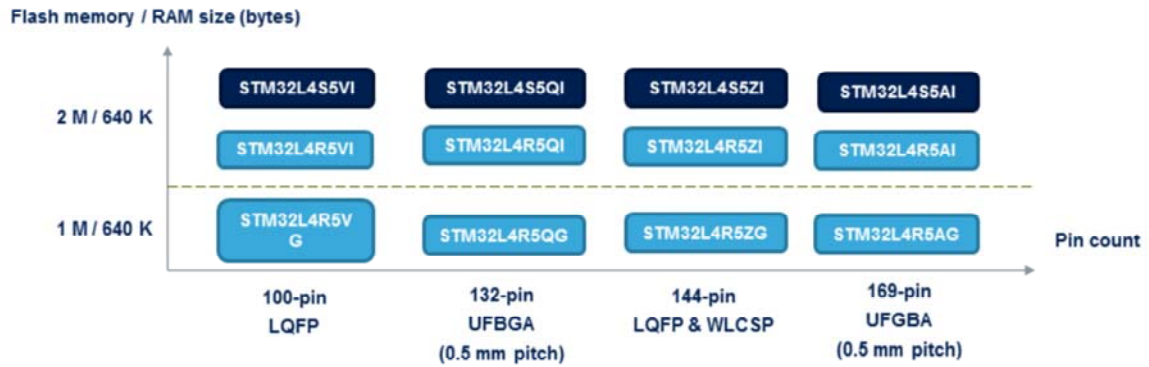 Flash memory / RAM size (bytes)
STM32L4S5VI STM32L4S5QI STM32L4S5ZI STM32L4S5AI
2 M / 640 K
STM32L4R5VI STM32L4R5QI STM32L4R5ZI STM32L4R5AI
STM32L4R5V
G
1 M / 640 K STM32L4R5QG STM32L4R5ZG STM32L4R5AG
Pin count
100-pin 132-pin 144-pin 169-pin
LQFP UFBGA LQFP & WLCSP UFGBA
(0.5 mm pitch) (0.5 mm pitch)